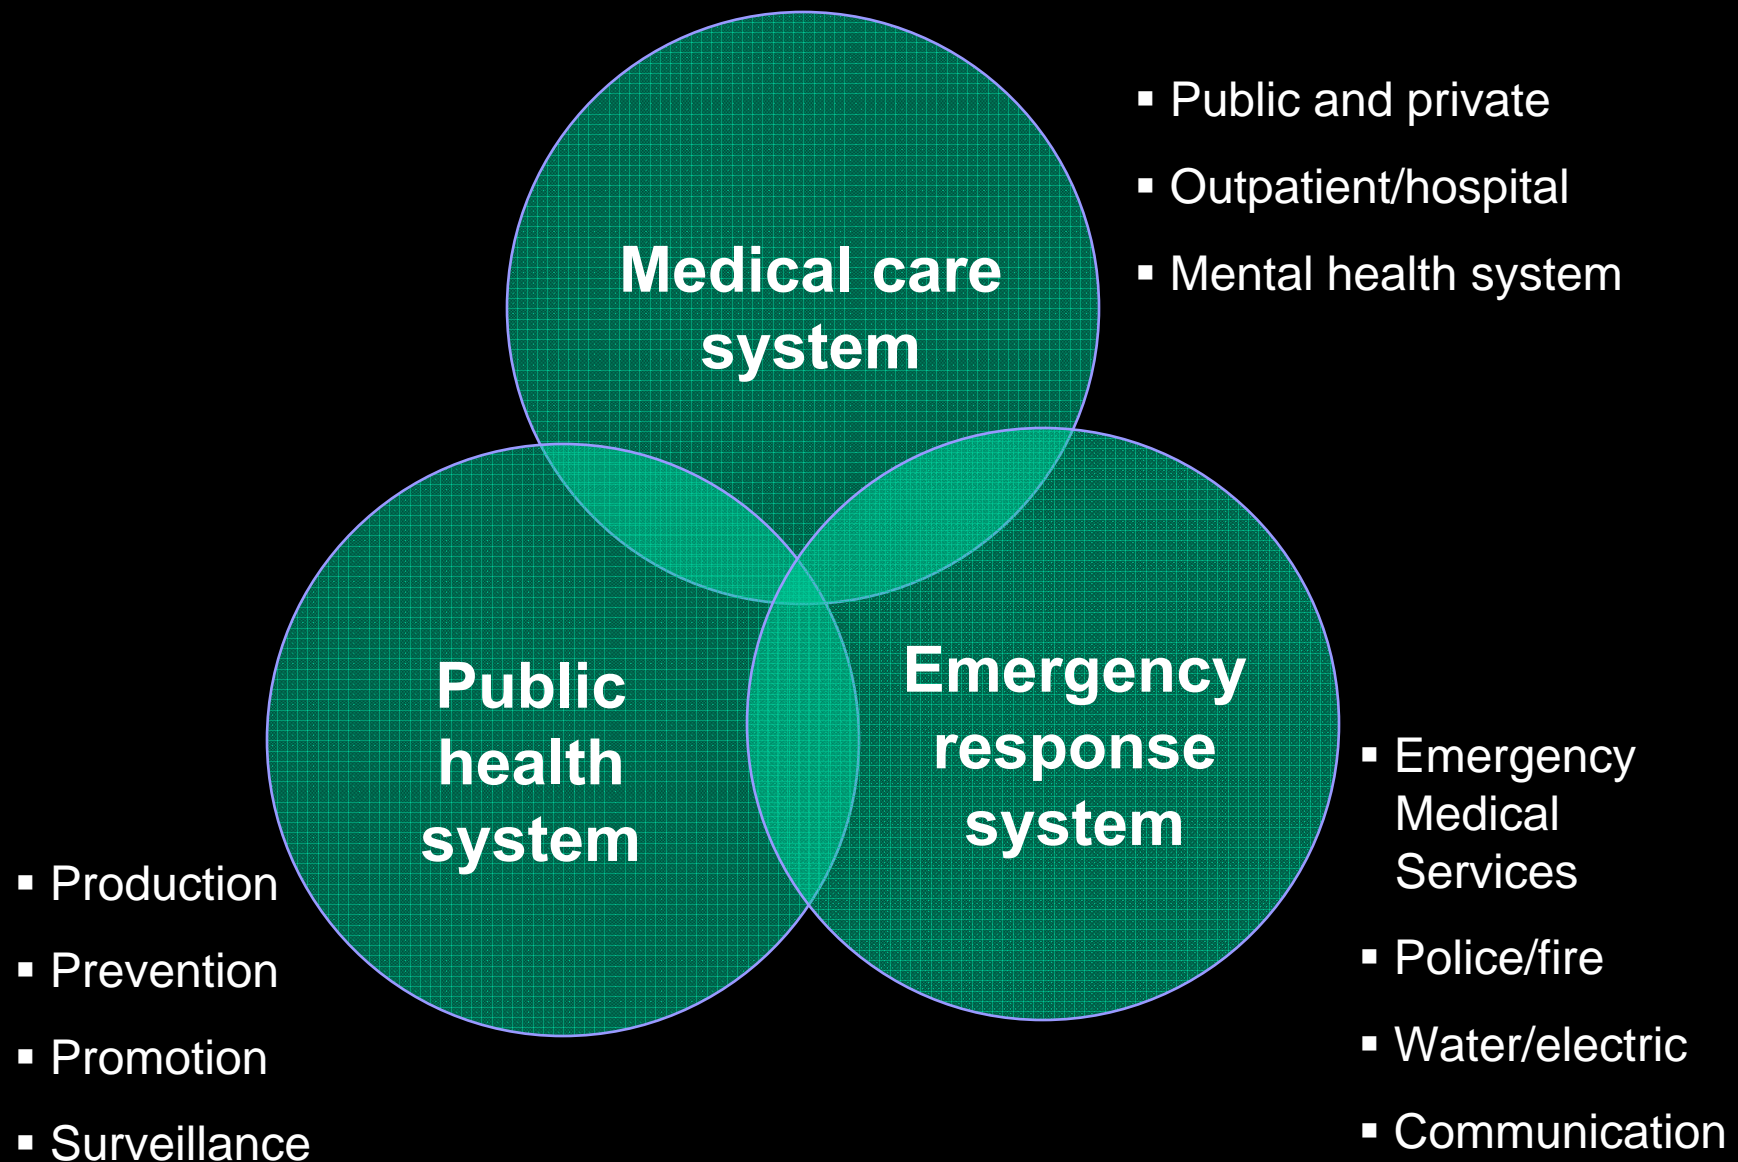 ▪ Public and private
▪ Outpatient/hospital
▪ Mental health system
Medical care
system
Public
health
system
Emergency
response
system
▪ Production
▪ Prevention
▪ Promotion
▪ Surveillance
▪ Emergency
Medical
Services
▪ Police/fire
▪ Water/electric
▪ Communication